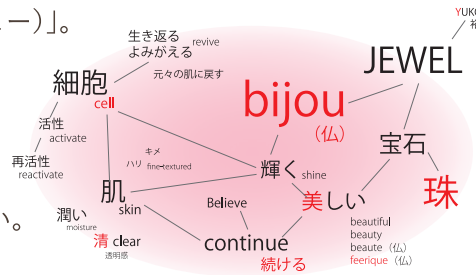 ー)」。
YUKO
生き返る
よみがえる revive
元々の肌に戻す
JEWEL
細胞
cell
bijou
(仏)
活性
activate
宝石
再活性
reactivate
キメ
ハリ fine-textured
輝く shine
珠
肌
skin
Believe
美しい
い。
潤い
moisture
清 clear
透明感
continue
続ける
beautiful
beauty
beaute (仏)
feerique (仏)